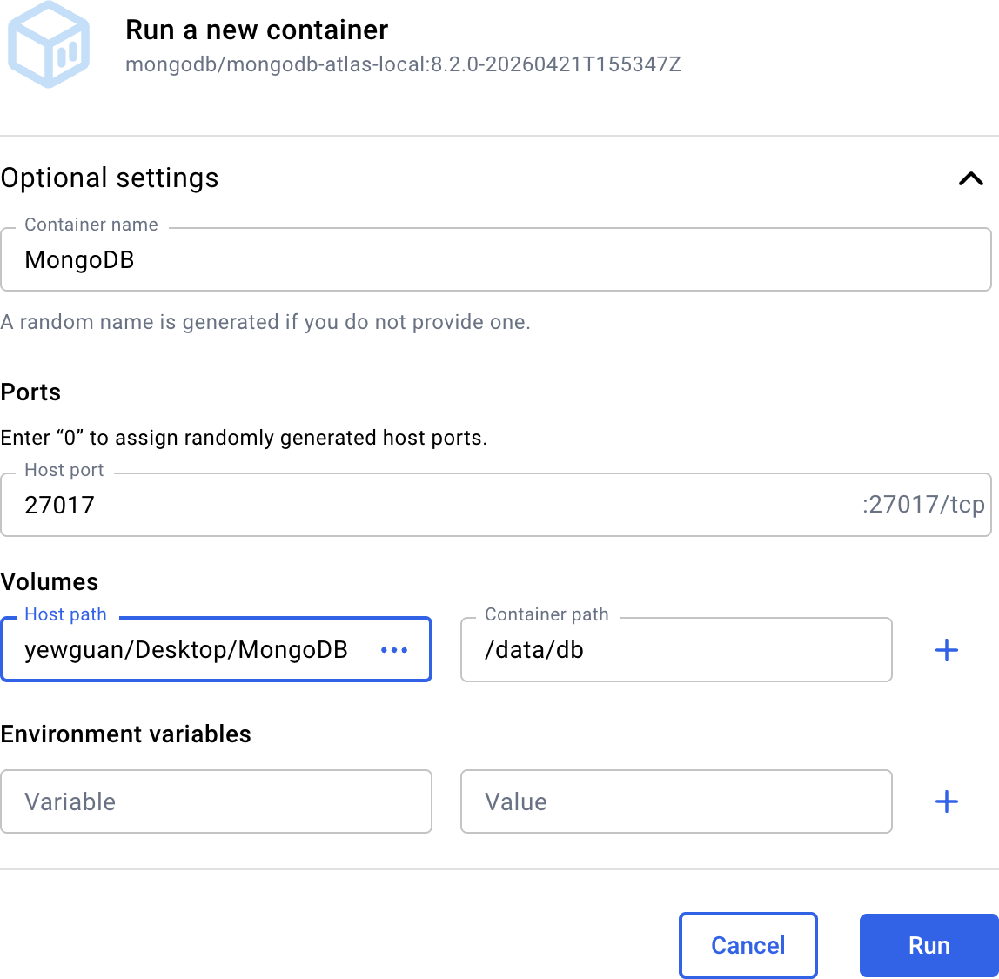 Run a new container
mongodb/mongodb-atlas-local:8.2.0-20260421T155347Z
Optional settings
Container name
MongoDB
A random name is generated if you do not provide one.
Ports
Enter “0” to assign randomly generated host ports.
Host port
27017 :27017/tcp
Volumes
Host path Container path
yewguan/Desktop/MongoDB ••• /data/db +
Environment variables
Variable Value +
Cancel Run